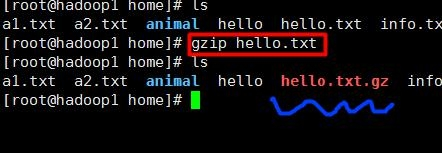 [root@hadoop1 home]# ls
a1.txt a2.txt animal hello hello.txt info.tx
[root@hadoop1 home]# gzip hello.txt
[root@hadoop1 home]# ls
a1.txt a2.txt animal hello hello.txt.gz info
[root@hadoop1 home]#